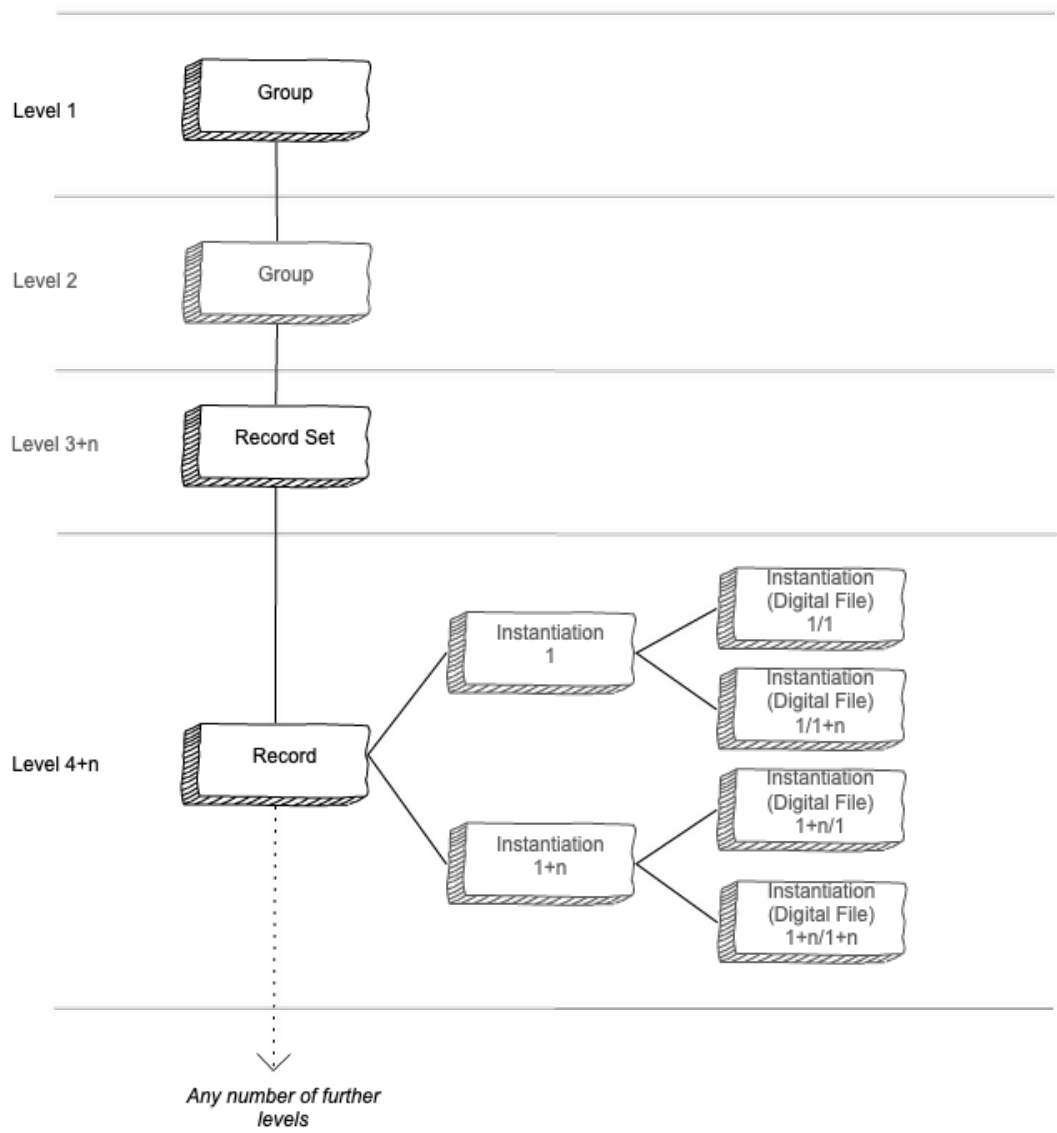 Level 1
Group
Level 2
Group
Level 3+n
Record Set
Level 4+n
Record
Instantiation
1
Instantiation
(Digital File)
1/1
Instantiation
(Digital File)
1/1+n
Instantiation
1+n
Instantiation
(Digital File)
1+n/1
Instantiation
(Digital File)
1+n/1+n
Any number of further
levels